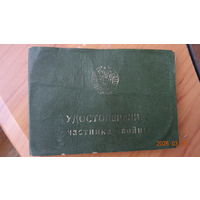 УДОСТОВЕРЕНИЕ
участника войны